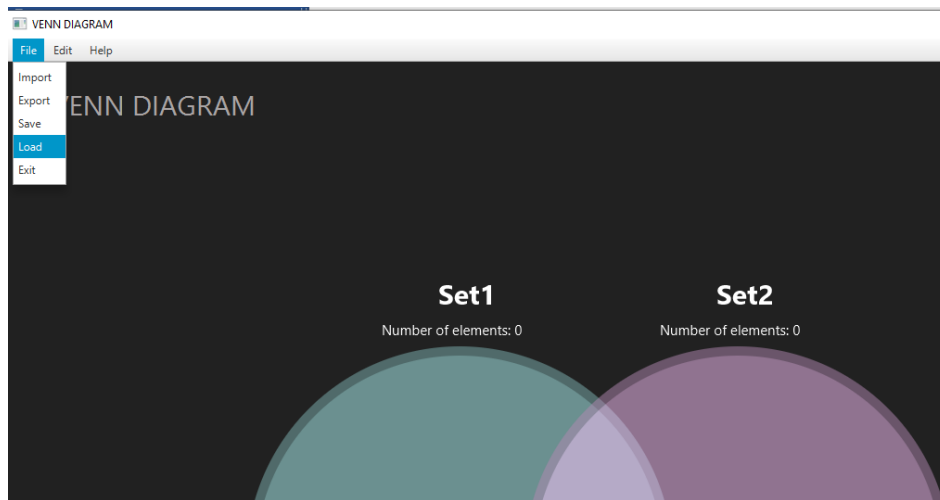 VENN DIAGRAM
File Edit Help
Import
Export
Save
Load
Exit
VENN DIAGRAM
Set1 Set2
Number of elements: 0 Number of elements: 0